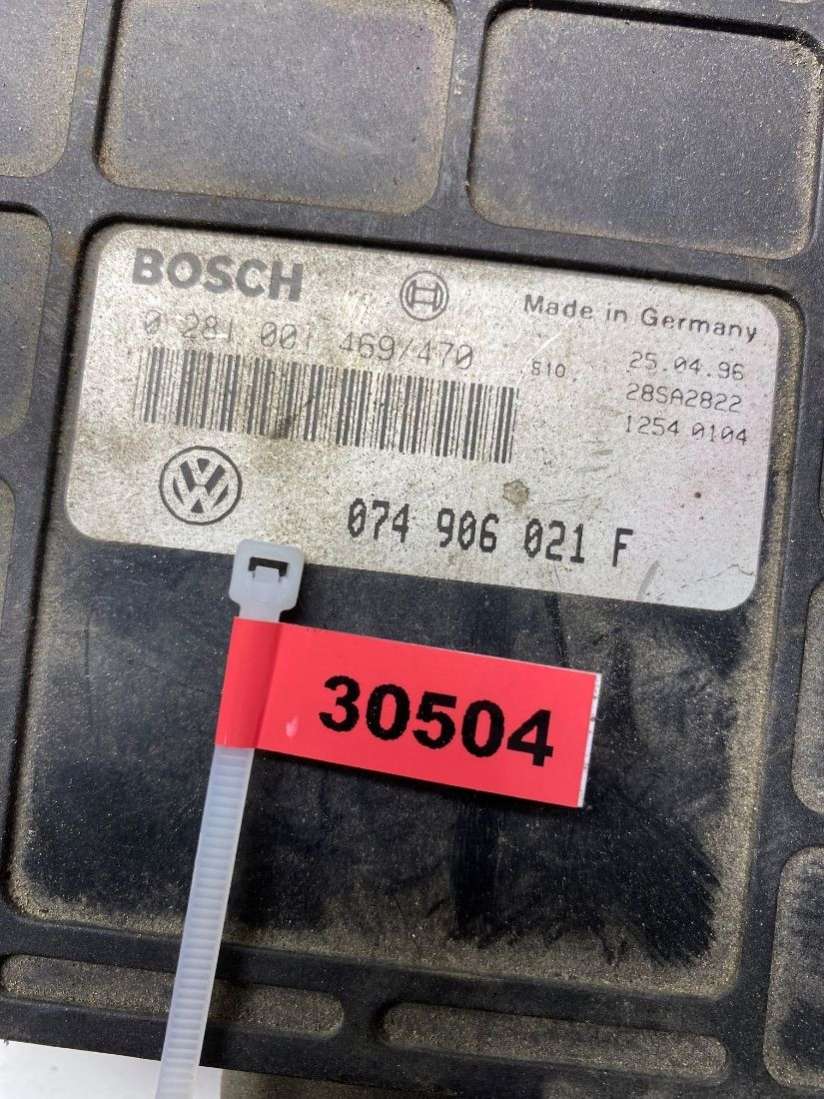 BOSCH
Made in Germany
0 281 001 469/470
S10. 25.04.96
28SA2822
1254 0104
074 906 021 F
30504